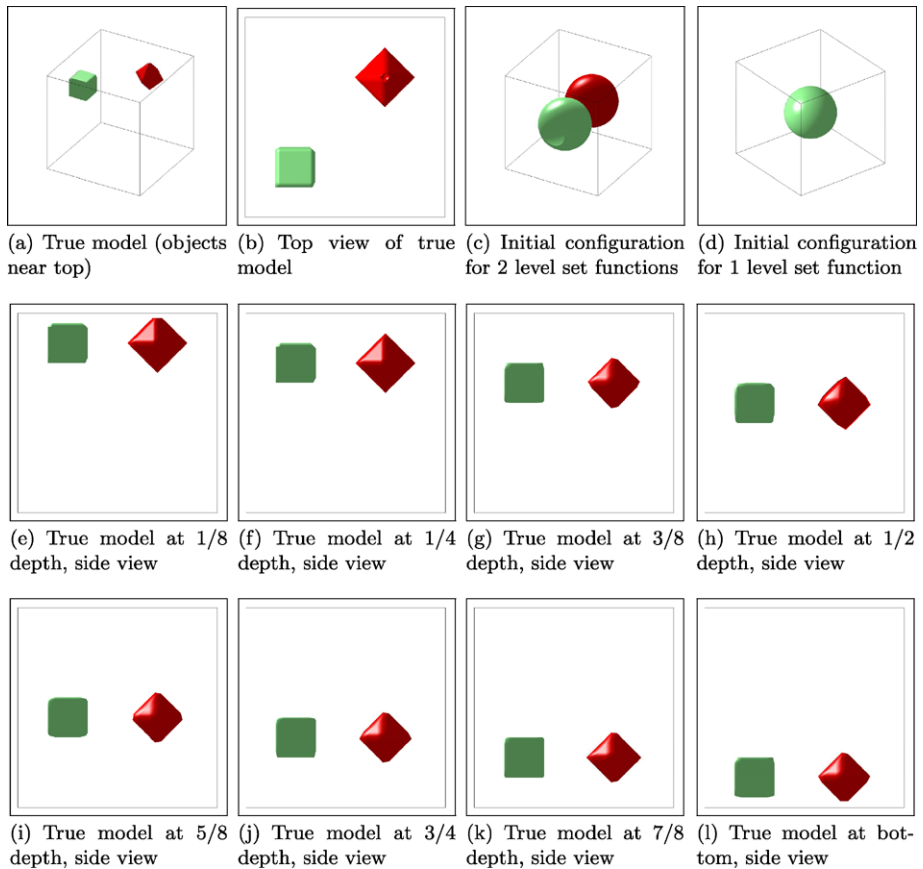 (a) True model (objects
near top)
(b) Top view of true
model
(c) Initial configuration
for 2 level set functions
(d) Initial configuration
for 1 level set function
(e) True model at 1/8
depth, side view
(f) True model at 1/4
depth, side view
(g) True model at 3/8
depth, side view
(h) True model at 1/2
depth, side view
(i) True model at 5/8
depth, side view
(j) True model at 3/4
depth, side view
(k) True model at 7/8
depth, side view
(l) True model at bot-
tom, side view